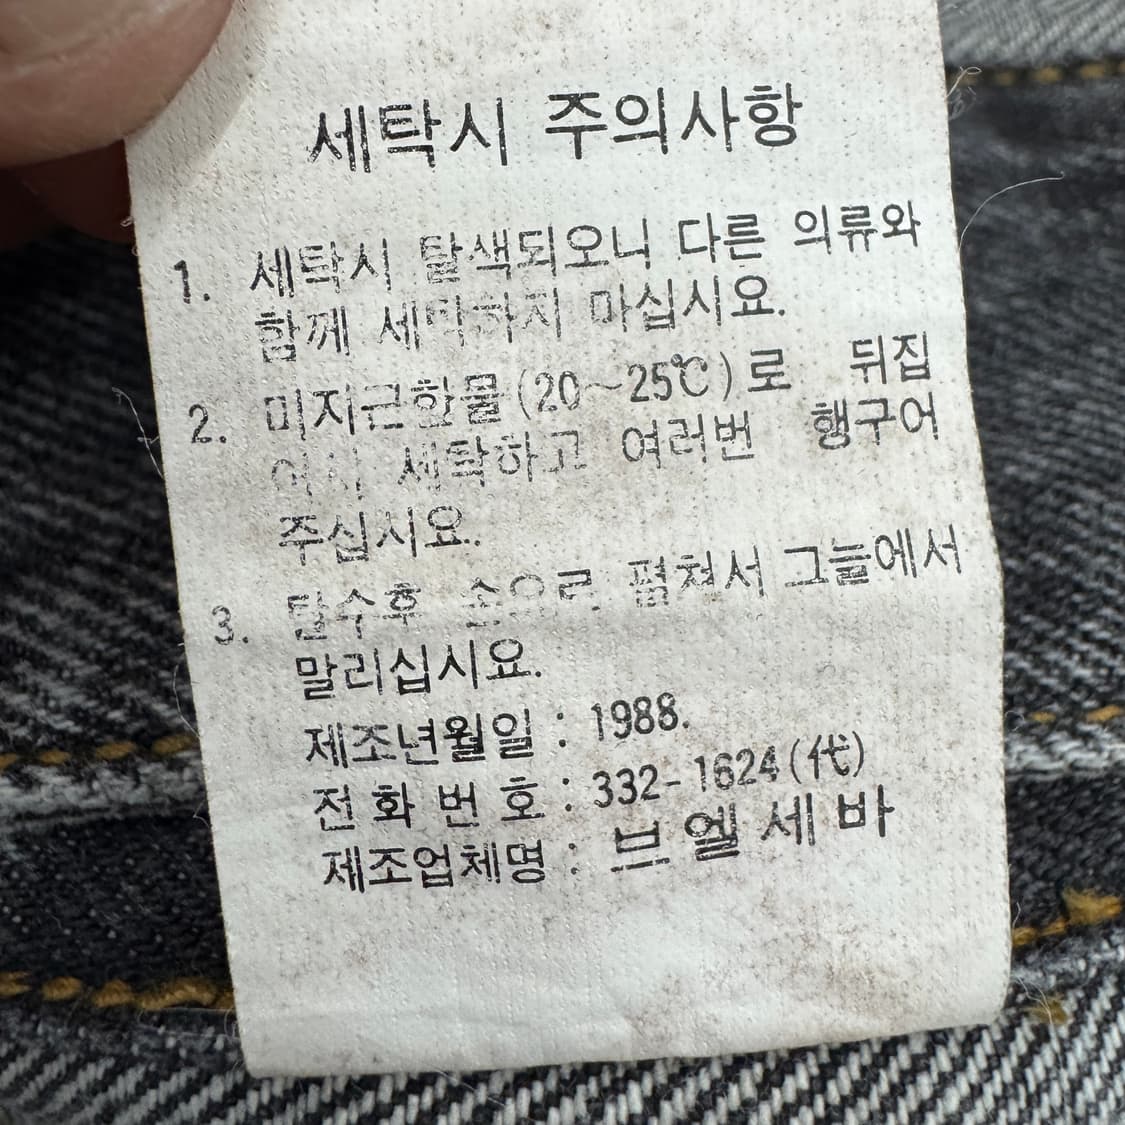 세탁시 주의사항
1. 세탁시 탈색되오니 다른 의류와
함께 세탁하지 마십시요.
2. 미지근한물(20~25℃)로 뒤집
어서 세탁하고 여러번 행구어
주십시요.
3. 탈수후 손으로 펼쳐서 그늘에서
말리십시요.
제조년월일 : 1988.
전화번호 : 332-1624(代)
제조업체명 : 브엘세바